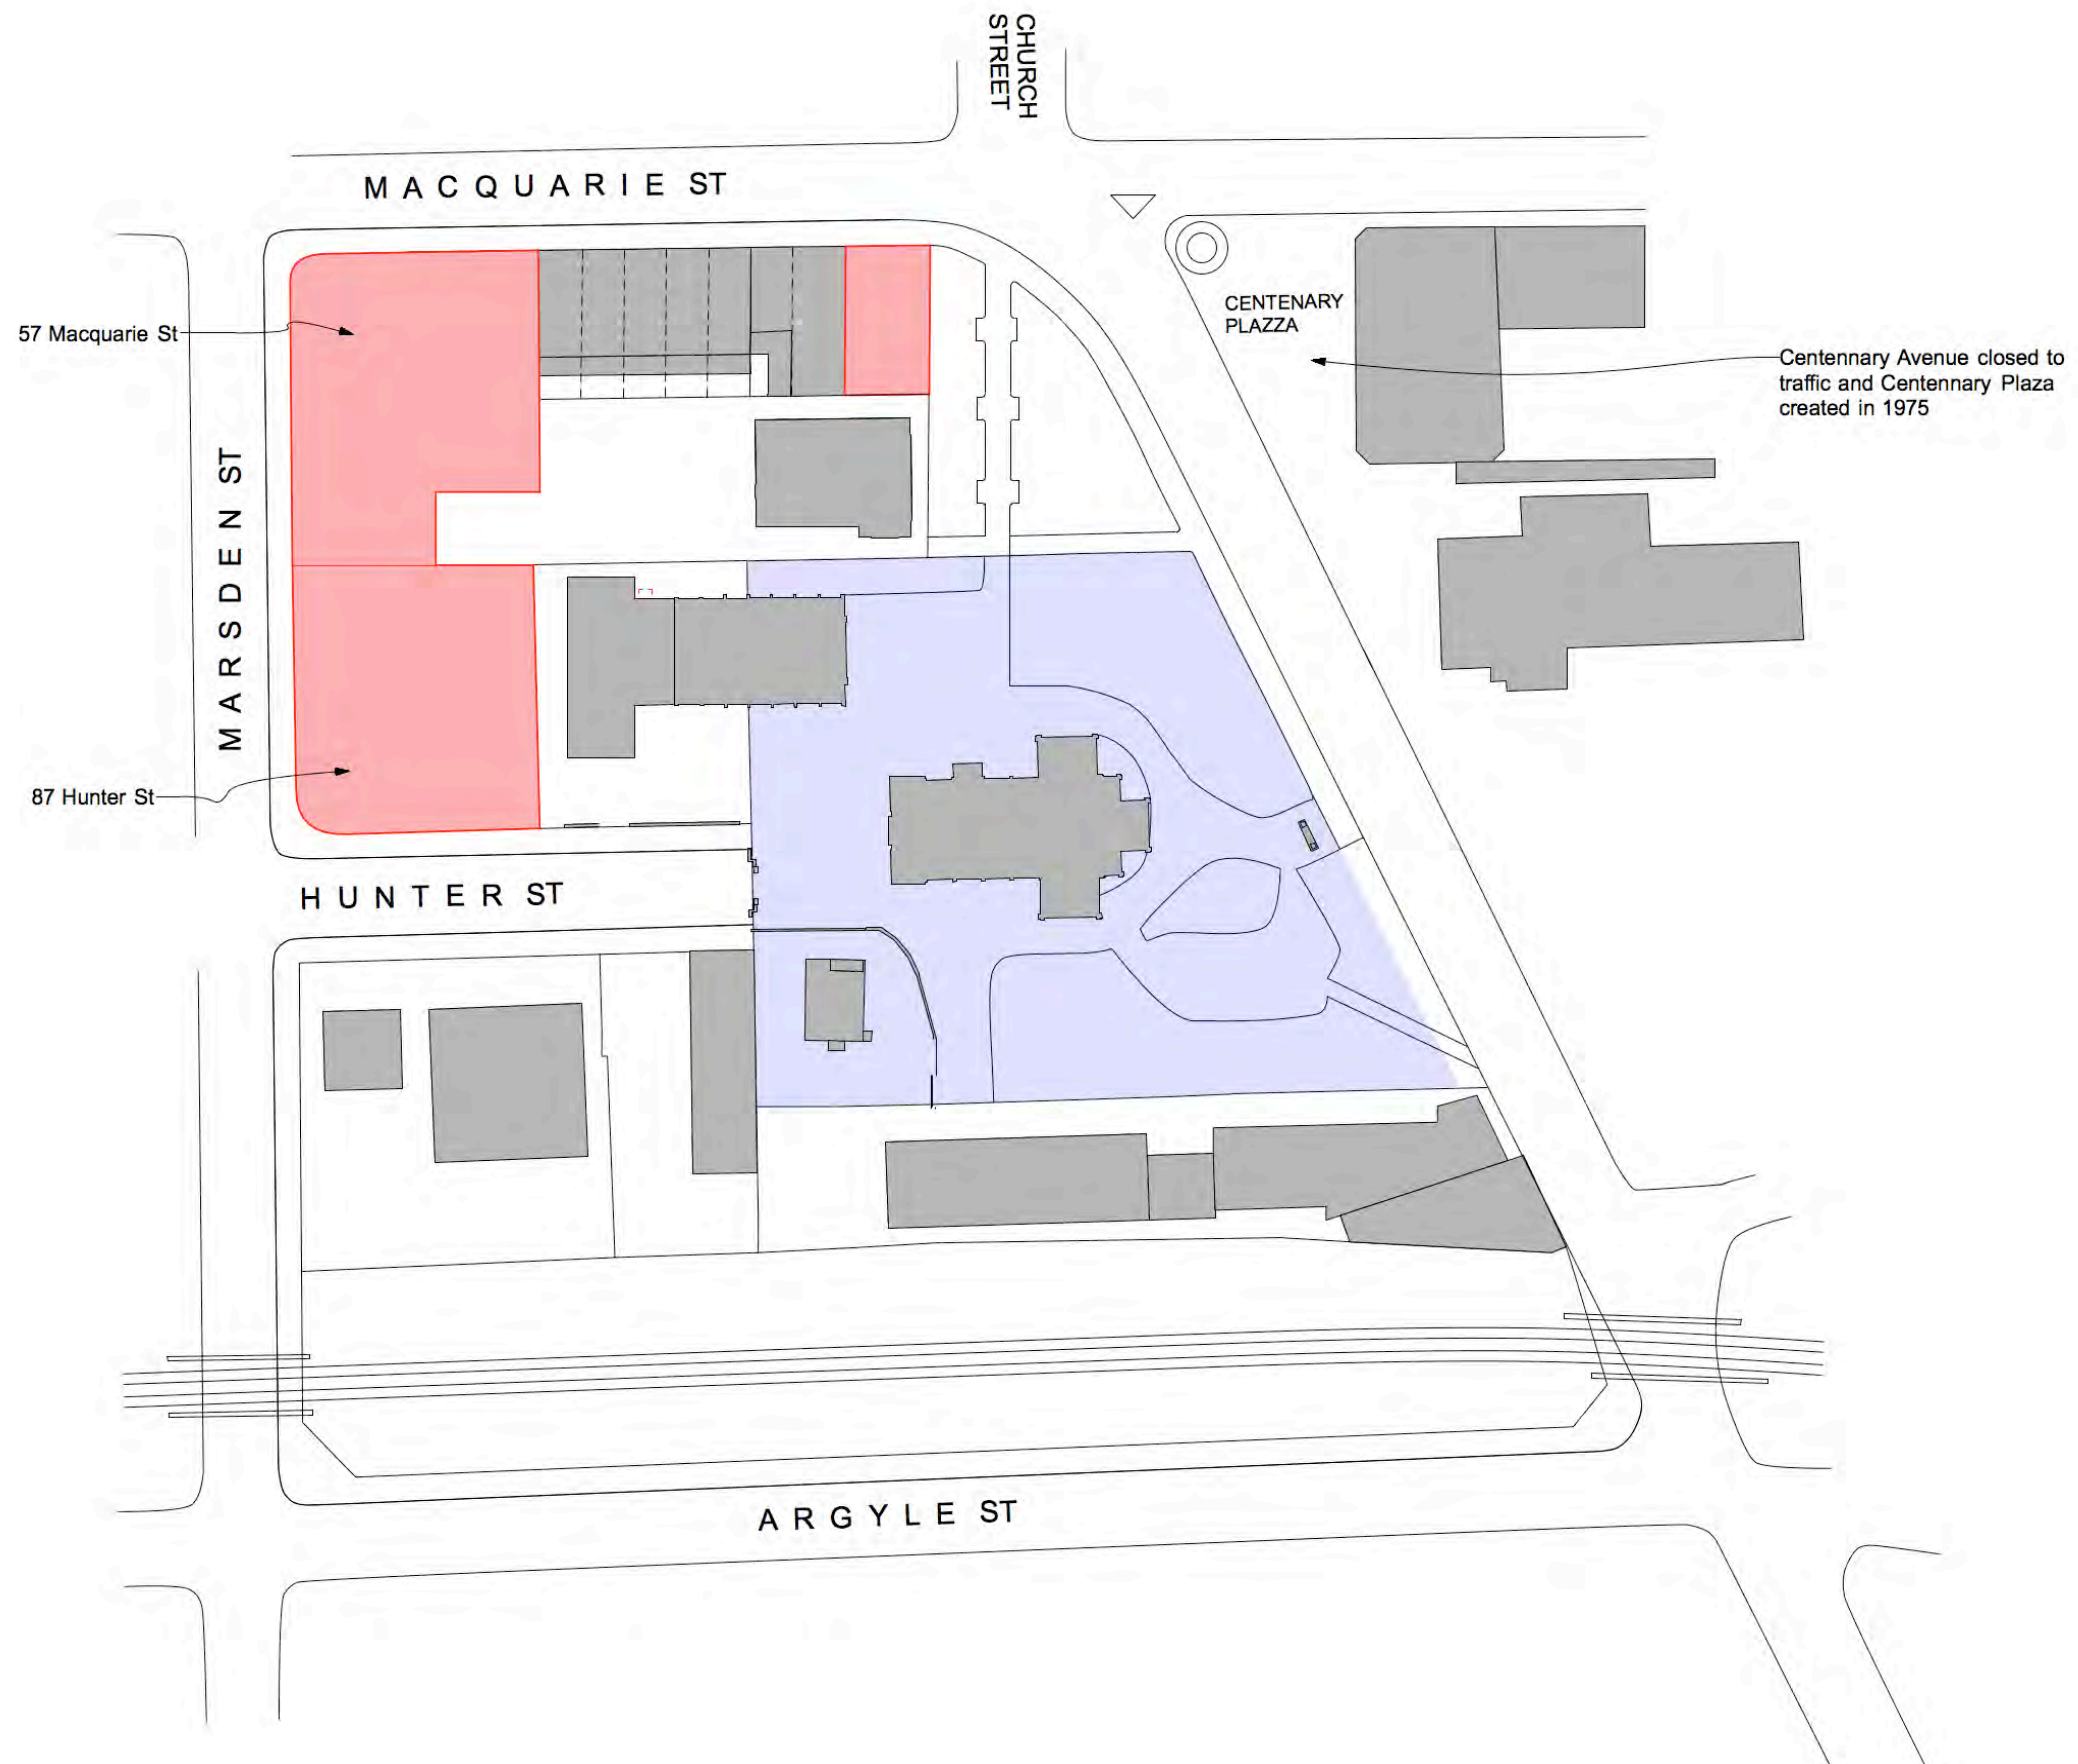 CHURCH
STREET
MACQUARIE ST
CENTENARY
PLAZZA
57 Macquarie St
Centennary Avenue closed to
traffic and Centennary Plaza
created in 1975
MARSDEN ST
87 Hunter St
HUNTER ST
ARGYLE ST